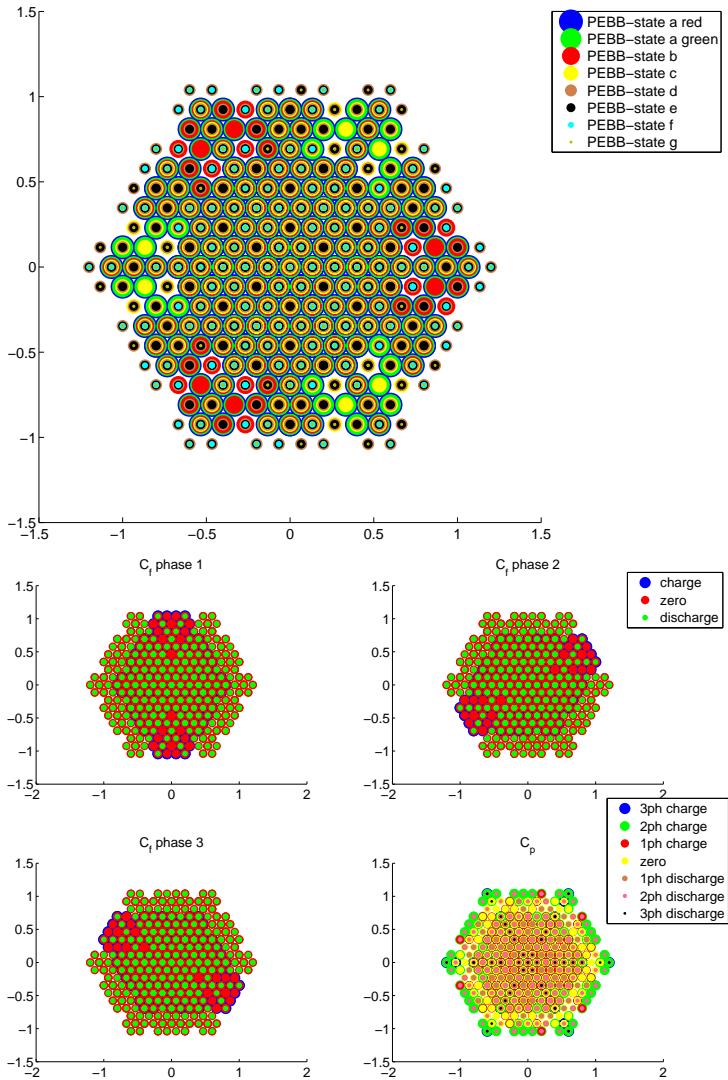 1.5
1
0.5
0
−0.5
−1
−1.5
−1.5 −1 −0.5 0 0.5 1 1.5
PEBB−state a red
PEBB−state a green
PEBB−state b
PEBB−state c
PEBB−state d
PEBB−state e
PEBB−state f
PEBB−state g
C_f phase 1
1.5
1
0.5
0
−0.5
−1
−1.5
−2 −1 0 1 2
C_f phase 2
1.5
1
0.5
0
−0.5
−1
−1.5
−2 −1 0 1 2
charge
zero
discharge
C_f phase 3
1.5
1
0.5
0
−0.5
−1
−1.5
−2 −1 0 1 2
C_p
1.5
1
0.5
0
−0.5
−1
−1.5
−2 −1 0 1 2
3ph charge
2ph charge
1ph charge
zero
1ph discharge
2ph discharge
3ph discharge